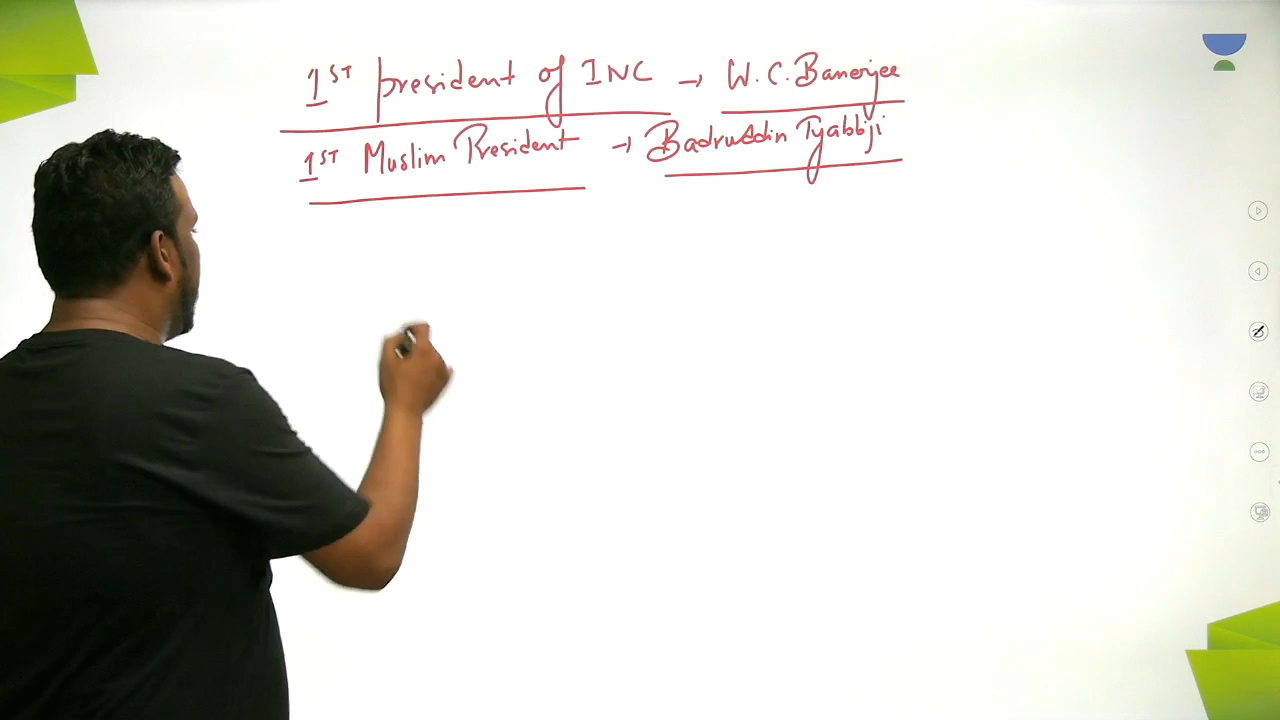 1ST president of INC → W.C. Banerjee
1ST Muslim President → Badruddin Tyabbji